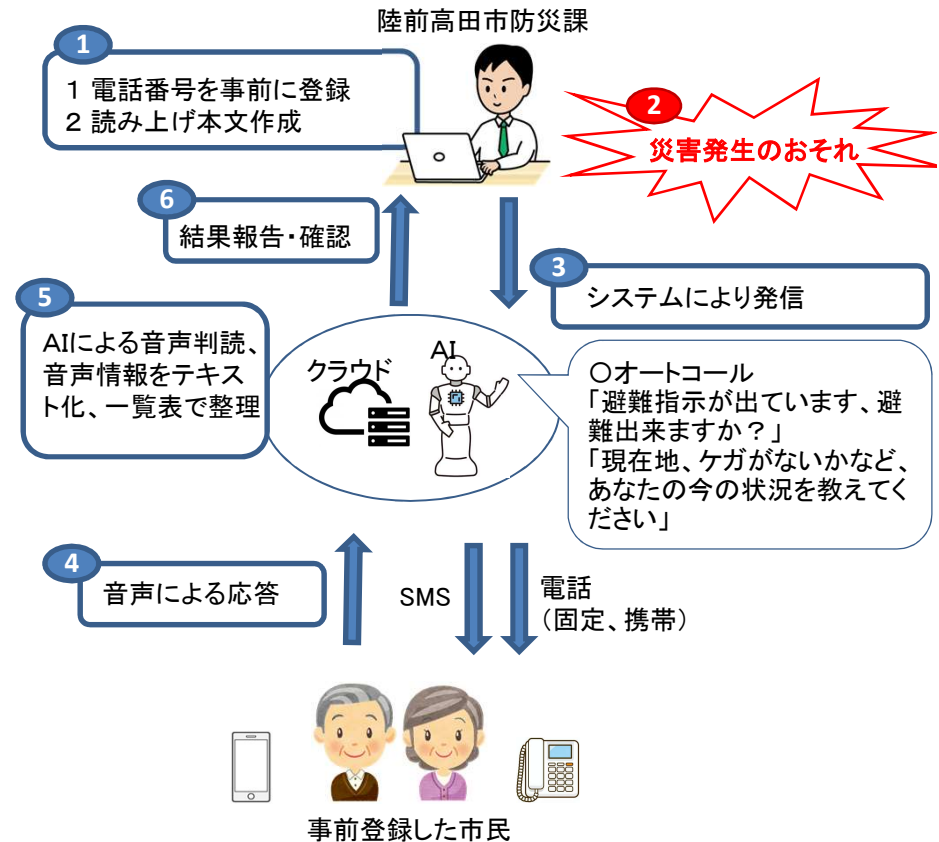 陸前高田市防災課
1
1 電話番号を事前に登録
2 読み上げ本文作成
2
災害発生のおそれ
6
結果報告・確認
3
システムにより発信
5
AIによる音声判読、
音声情報をテキス
ト化、一覧表で整理
クラウド
AI
○オートコール
「避難指示が出ています、避
難出来ますか？」
「現在地、ケガがないかなど、
あなたの今の状況を教えてく
ださい」
4
音声による応答
SMS
電話
（固定、携帯）
事前登録した市民